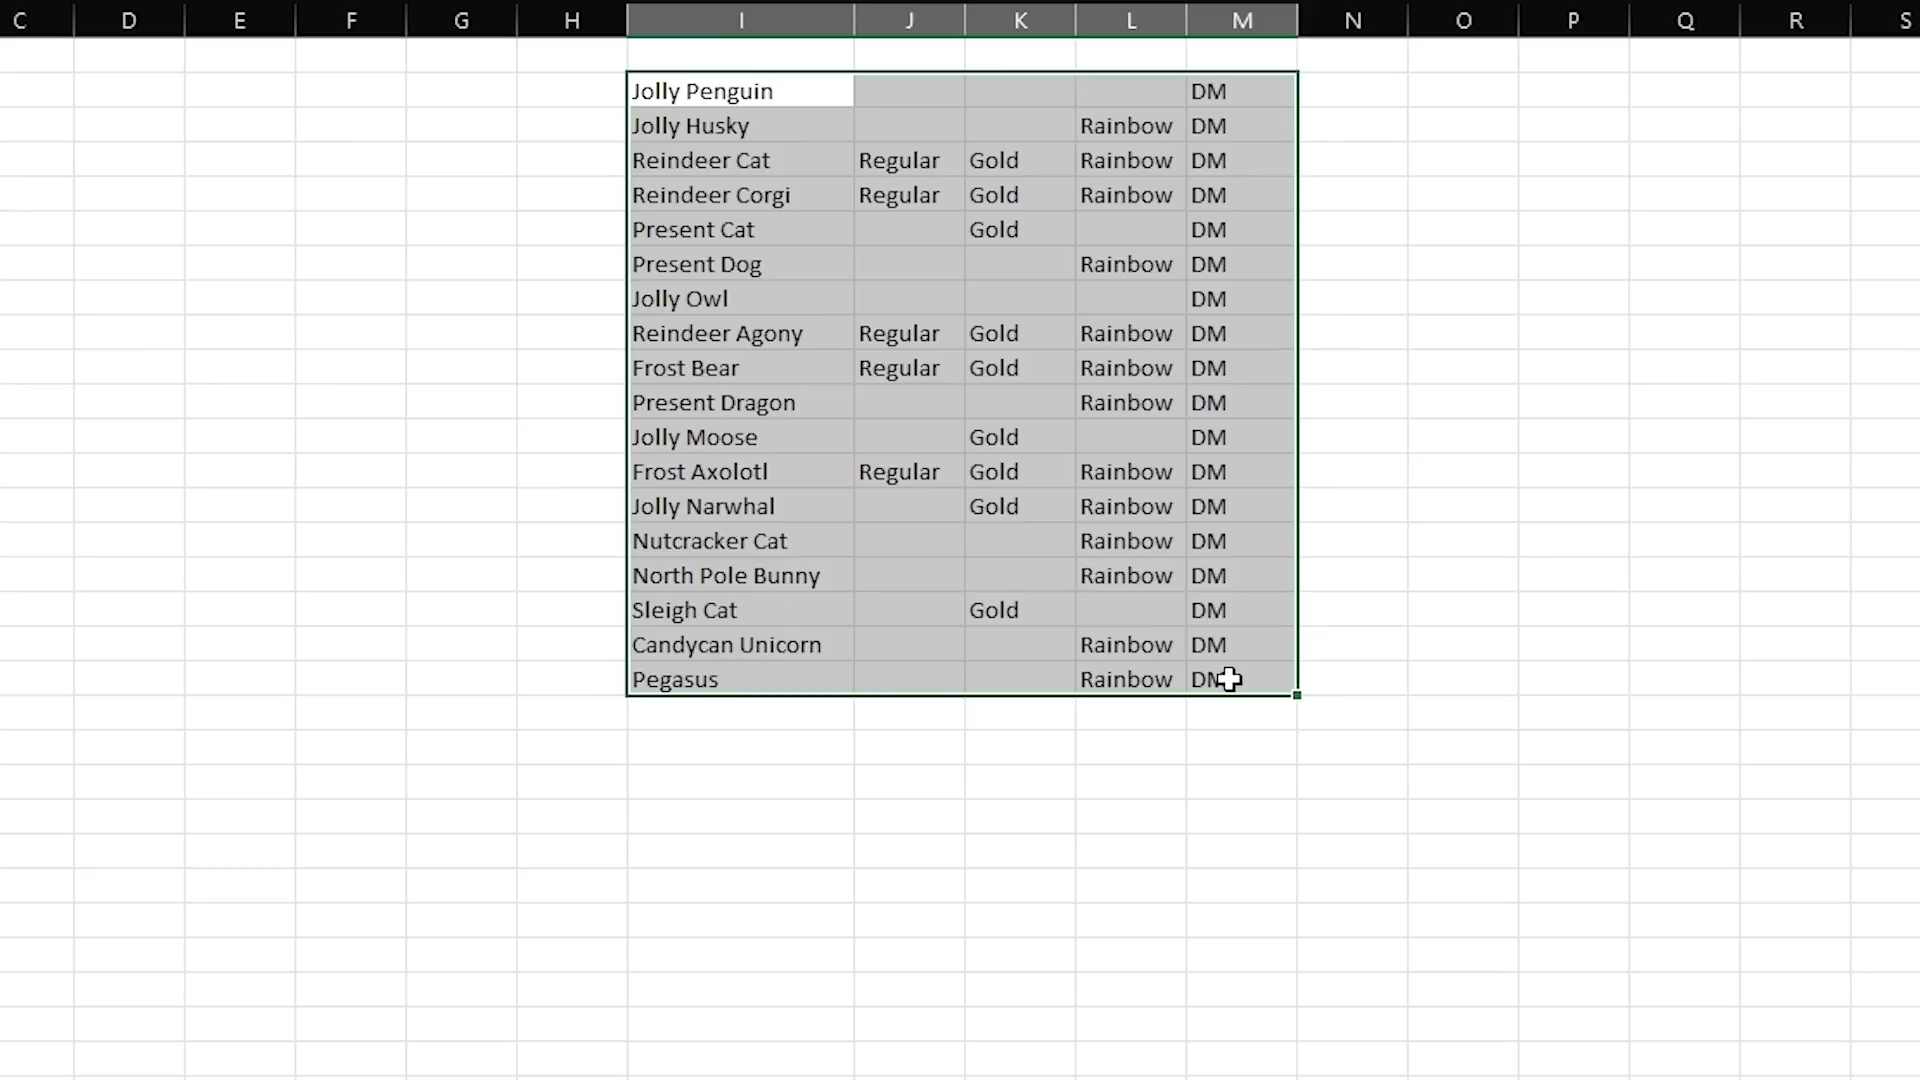 C D E F G H I J K L M N O P Q R S
Jolly Penguin DM
Jolly Husky Rainbow DM
Reindeer Cat Regular Gold Rainbow DM
Reindeer Corgi Regular Gold Rainbow DM
Present Cat Gold DM
Present Dog Rainbow DM
Jolly Owl DM
Reindeer Agony Regular Gold Rainbow DM
Frost Bear Regular Gold Rainbow DM
Present Dragon Rainbow DM
Jolly Moose Gold DM
Frost Axolotl Regular Gold Rainbow DM
Jolly Narwhal Gold Rainbow DM
Nutcracker Cat Rainbow DM
North Pole Bunny Rainbow DM
Sleigh Cat Gold DM
Candycan Unicorn Rainbow DM
Pegasus Rainbow DM